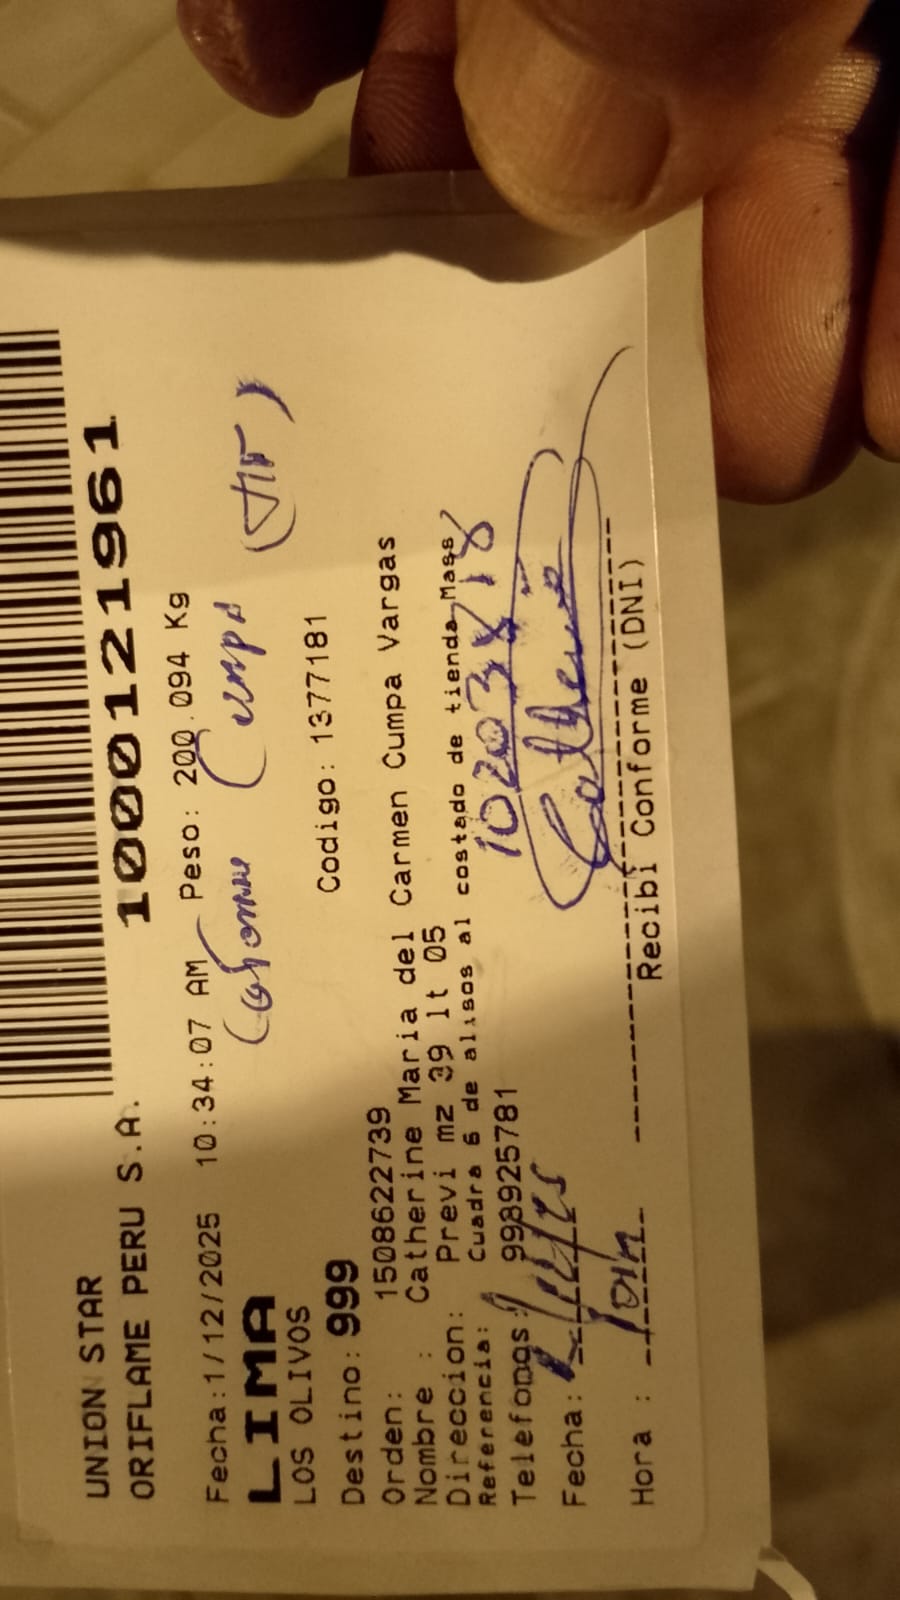 UNION STAR
ORIFLAME PERU S.A. 1000121961
Fecha:1/12/2025 10:34:07 AM Peso: 200.094 Kg
Cumpa
LIMA
LOS OLIVOS
Codigo: 1377181
Destino: 999
Orden: 1508622739
Nombre : Catherine Maria del Carmen Cumpa Vargas
Direccion: Previ mz 39 lt 05
Referencia: Cuadra 6 de alisos al costado de tienda Mass
Telefonos: 998925781
Fecha:
Hora :
Recibi Conforme (DNI)